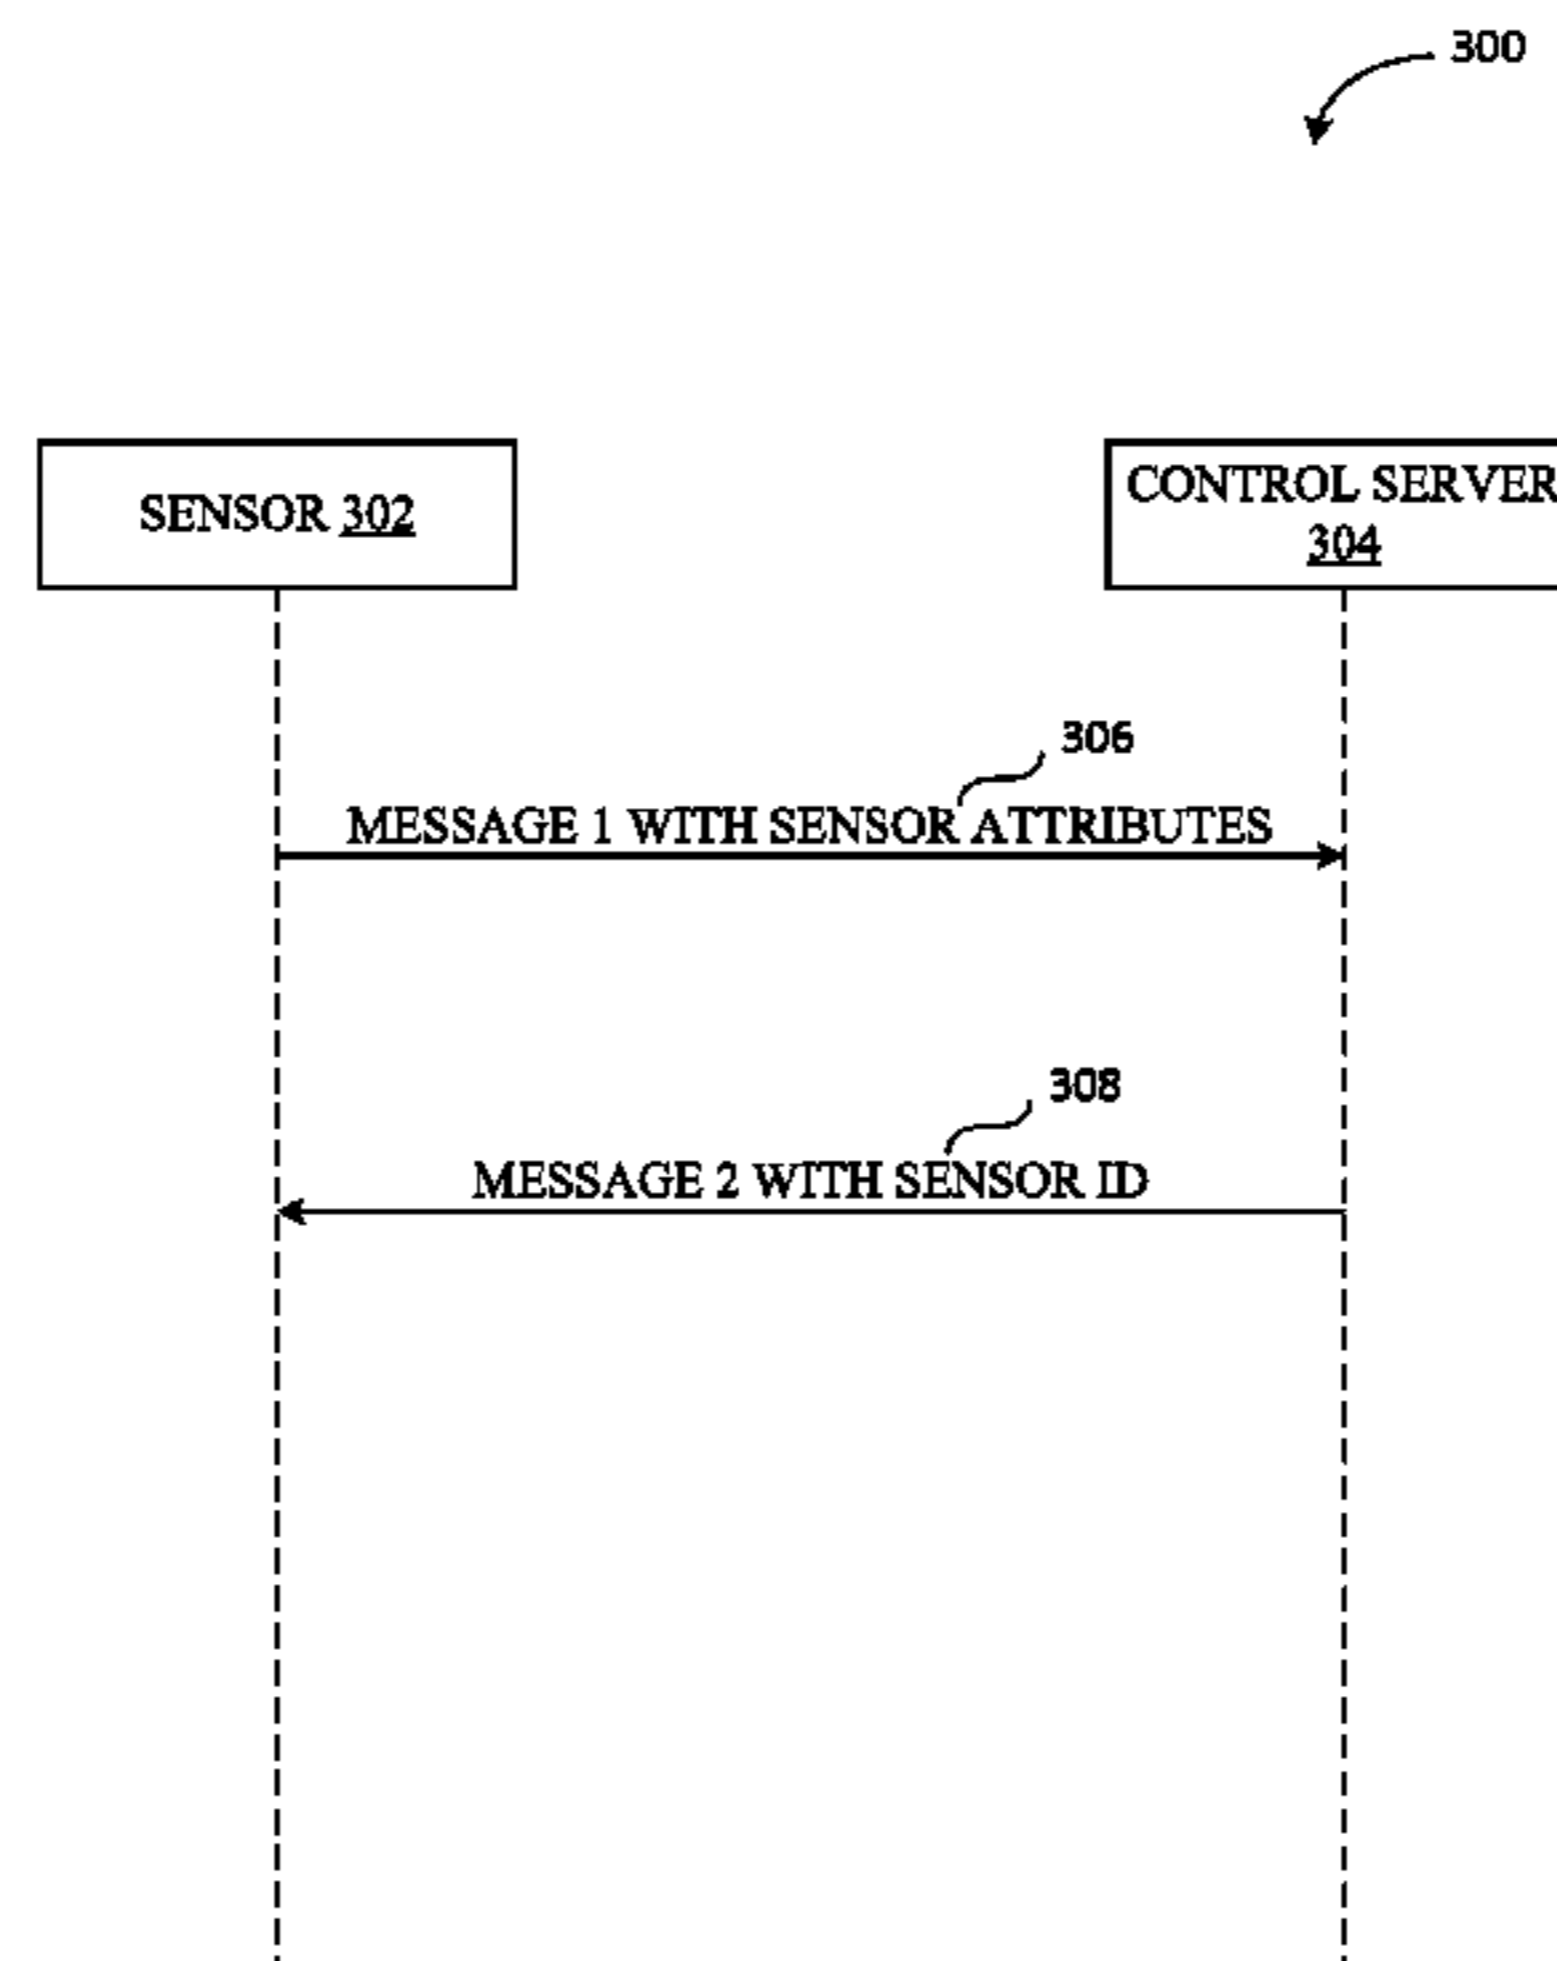 300
SENSOR 302
CONTROL SERVER
304
306
MESSAGE 1 WITH SENSOR ATTRIBUTES
308
MESSAGE 2 WITH SENSOR ID